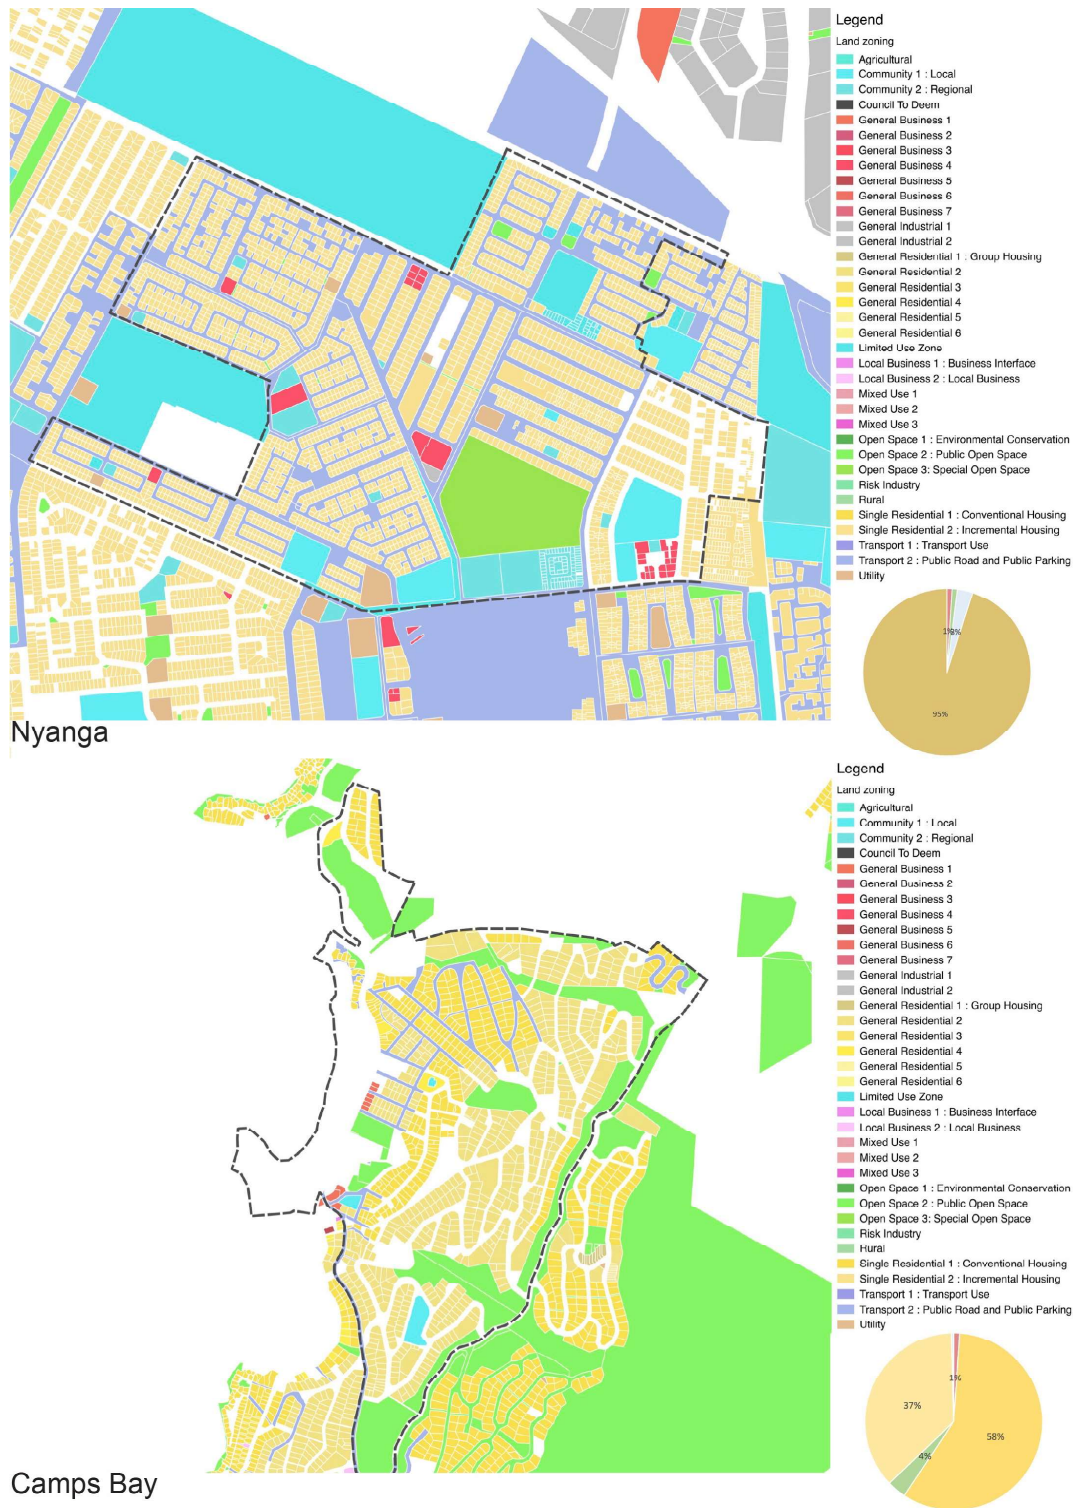 Legend
Land zoning
Agricultural
Community 1 : Local
Community 2 : Regional
Council To Deem
General Business 1
General Business 2
General Business 3
General Business 4
General Business 5
General Business 6
General Business 7
General Industrial 1
General Industrial 2
General Residential 1 : Group Housing
General Residential 2
General Residential 3
General Residential 4
General Residential 5
General Residential 6
Limited Use Zone
Local Business 1 : Business Interface
Local Business 2 : Local Business
Mixed Use 1
Mixed Use 2
Mixed Use 3
Open Space 1 : Environmental Conservation
Open Space 2 : Public Open Space
Open Space 3: Special Open Space
Risk Industry
Rural
Single Residential 1 : Conventional Housing
Single Residential 2 : Incremental Housing
Transport 1 : Transport Use
Transport 2 : Public Road and Public Parking
Utility
95%
Nyanga
Legend
Land zoning
Agricultural
Community 1 : Local
Community 2 : Regional
Council To Deem
General Business 1
General Business 2
General Business 3
General Business 4
General Business 5
General Business 6
General Business 7
General Industrial 1
General Industrial 2
General Residential 1 : Group Housing
General Residential 2
General Residential 3
General Residential 4
General Residential 5
General Residential 6
Limited Use Zone
Local Business 1 : Business Interface
Local Business 2 : Local Business
Mixed Use 1
Mixed Use 2
Mixed Use 3
Open Space 1 : Environmental Conservation
Open Space 2 : Public Open Space
Open Space 3: Special Open Space
Risk Industry
Rural
Single Residential 1 : Conventional Housing
Single Residential 2 : Incremental Housing
Transport 1 : Transport Use
Transport 2 : Public Road and Public Parking
Utility
1%
37%
58%
4%
Camps Bay